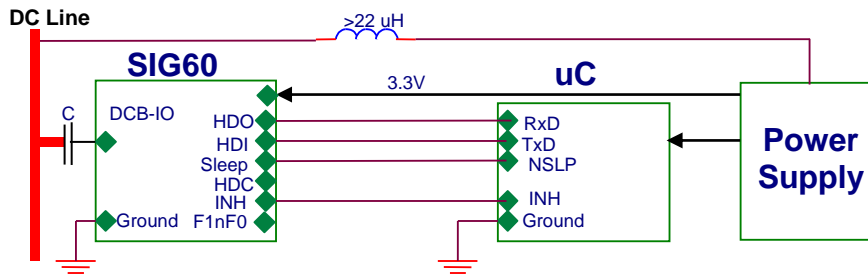 DC Line
>22 uH
SIG60
uC
3.3V
C
DCB-IO
HDO
HDI
Sleep
HDC
INH
F1nF0
Ground
RxD
TxD
NSLP
INH
Ground
Power
Supply